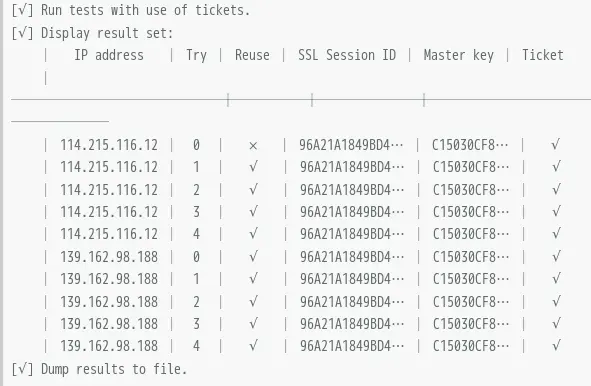 [√] Run tests with use of tickets.
[√] Display result set:
| IP address | Try | Reuse | SSL Session ID | Master key | Ticket
|
| 114.215.116.12 | 0 | × | 96A21A1849BD4… | C15030CF8… | √
| 114.215.116.12 | 1 | √ | 96A21A1849BD4… | C15030CF8… | √
| 114.215.116.12 | 2 | √ | 96A21A1849BD4… | C15030CF8… | √
| 114.215.116.12 | 3 | √ | 96A21A1849BD4… | C15030CF8… | √
| 114.215.116.12 | 4 | √ | 96A21A1849BD4… | C15030CF8… | √
| 139.162.98.188 | 0 | √ | 96A21A1849BD4… | C15030CF8… | √
| 139.162.98.188 | 1 | √ | 96A21A1849BD4… | C15030CF8… | √
| 139.162.98.188 | 2 | √ | 96A21A1849BD4… | C15030CF8… | √
| 139.162.98.188 | 3 | √ | 96A21A1849BD4… | C15030CF8… | √
| 139.162.98.188 | 4 | √ | 96A21A1849BD4… | C15030CF8… | √
[√] Dump results to file.